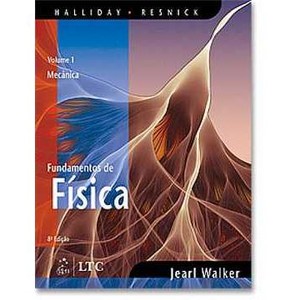 HALLIDAY • RESNICK
Volume 1
Mecânica
Fundamentos de
Física
8ª Edição
LTC
Jearl Walker